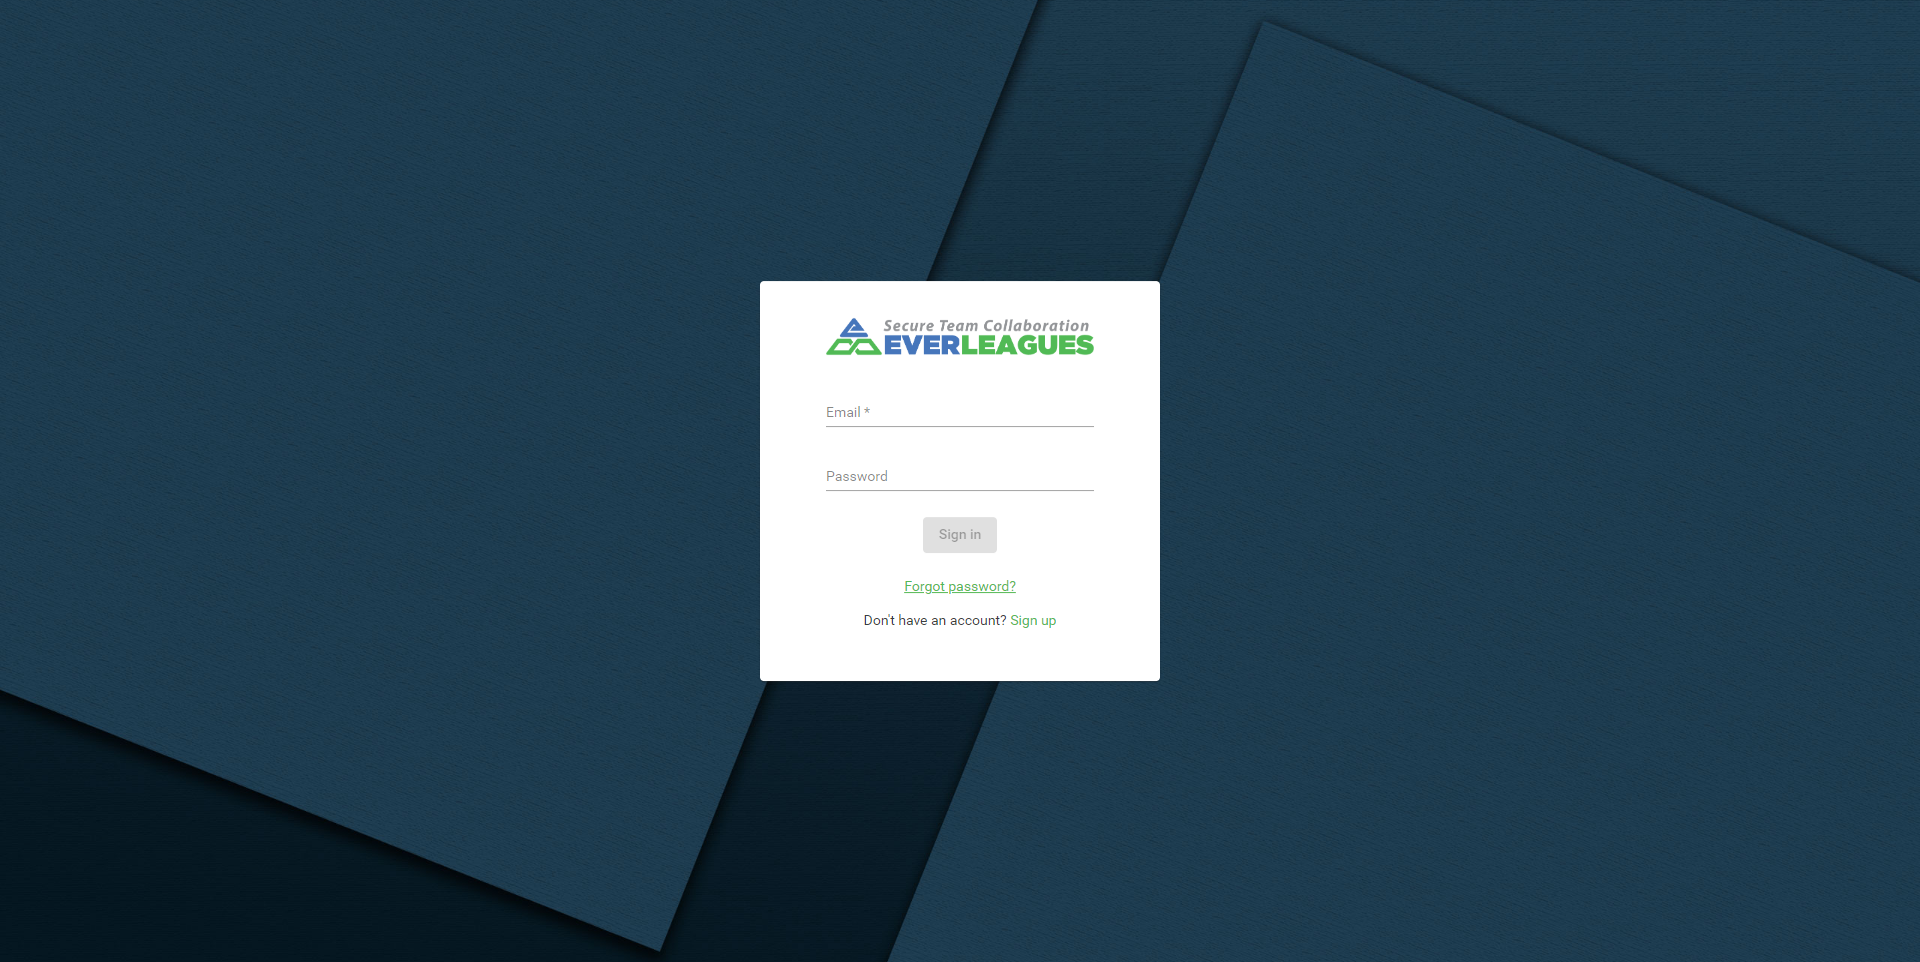 Secure Team Collaboration
EVERLEAGUES
Email *
Password
Sign in
Forgot password?
Don't have an account? Sign up